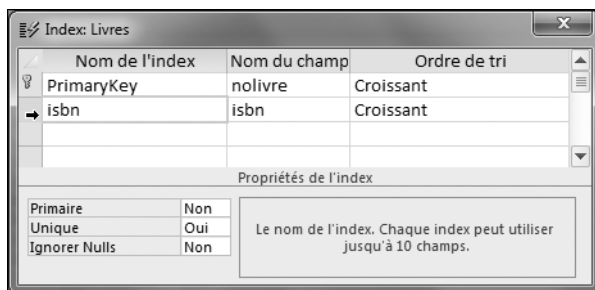 Index: Livres
Nom de l'index Nom du champ Ordre de tri
PrimaryKey nolivre Croissant
isbn isbn Croissant
Propriétés de l'index
Primaire Non
Unique Oui
Ignorer Nulls Non
Le nom de l'index. Chaque index peut utiliser
jusqu'à 10 champs.